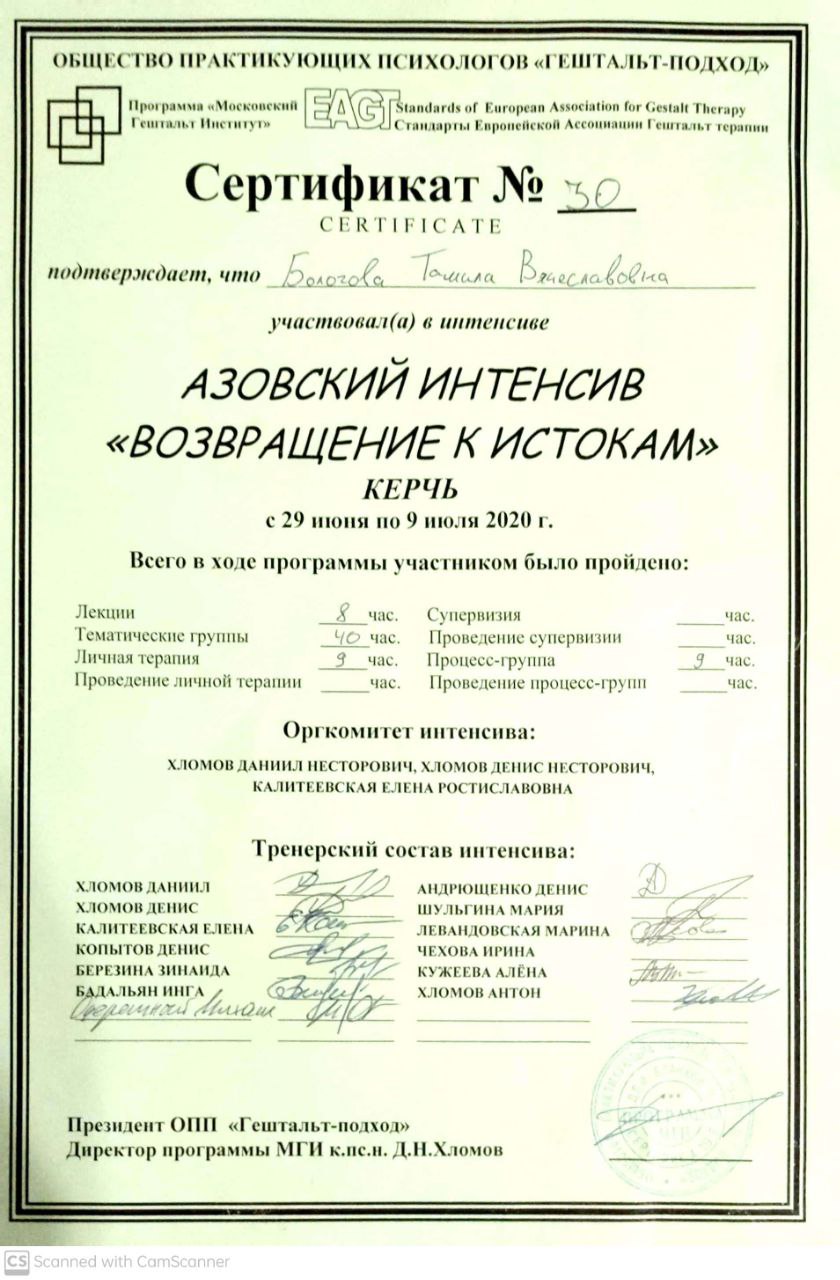 ОБЩЕСТВО ПРАКТИКУЮЩИХ ПСИХОЛОГОВ «ГЕШТАЛЬТ-ПОДХОД»
Программа «Московский
Гештальт Институт»
EAGT
Standards of European Association for Gestalt Therapy
Стандарты Европейской Ассоциации Гештальт терапии
Сертификат № 30
CERTIFICATE
подтверждает, что Бологова Тамила Вячеславовна
участвовал(а) в интенсиве
АЗОВСКИЙ ИНТЕНСИВ
«ВОЗВРАЩЕНИЕ К ИСТОКАМ»
КЕРЧЬ
с 29 июня по 9 июля 2020 г.
Всего в ходе программы участником было пройдено:
Лекции 8 час. Супервизия ____час.
Тематические группы 40 час. Проведение супервизии ____час.
Личная терапия 9 час. Процесс-группа 9 час.
Проведение личной терапии ____час. Проведение процесс-групп ____час.
Оргкомитет интенсива:
ХЛОМОВ ДАНИИЛ НЕСТОРОВИЧ, ХЛОМОВ ДЕНИС НЕСТОРОВИЧ,
КАЛИТЕЕВСКАЯ ЕЛЕНА РОСТИСЛАВОВНА
Тренерский состав интенсива:
ХЛОМОВ ДАНИИЛ АНДРЮЩЕНКО ДЕНИС
ХЛОМОВ ДЕНИС ШУЛЬГИНА МАРИЯ
КАЛИТЕЕВСКАЯ ЕЛЕНА ЛЕВАНДОВСКАЯ МАРИНА
КОПЫТОВ ДЕНИС ЧЕХОВА ИРИНА
БЕРЕЗИНА ЗИНАИДА КУЖЕЕВА АЛЁНА
БАДАЛЬЯН ИНГА ХЛОМОВ АНТОН
Президент ОПП «Гештальт-подход»
Директор программы МГИ к.пс.н. Д.Н.Хломов
CS Scanned with CamScanner